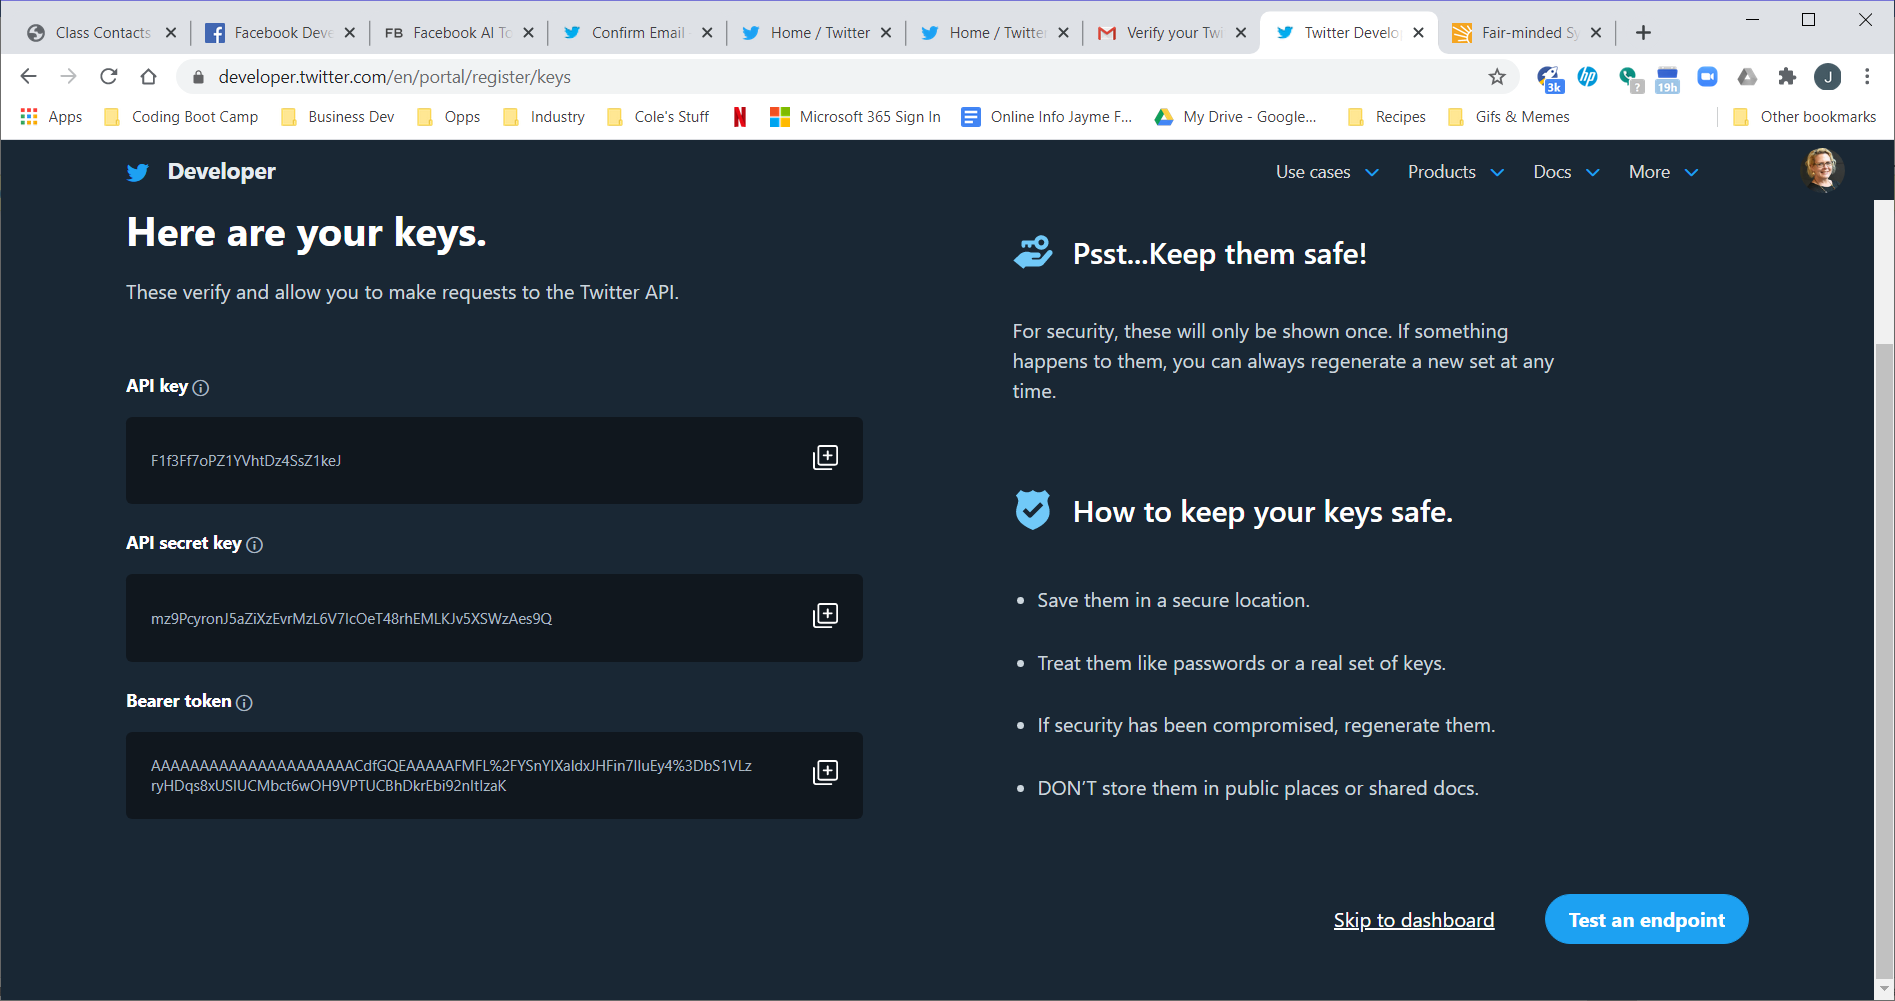 Class Contacts
Facebook Deve
FB Facebook AI To
Confirm Email
Home / Twitter
Home / Twitter
Verify your Twi
Twitter Develo
Fair-minded Sy
developer.twitter.com/en/portal/register/keys
3k
hp
?
19h
J
Apps
Coding Boot Camp
Business Dev
Opps
Industry
Cole's Stuff
N
Microsoft 365 Sign In
Online Info Jayme F...
My Drive - Google...
Recipes
Gifs & Memes
Other bookmarks
Developer
Use cases
Products
Docs
More
Here are your keys.
These verify and allow you to make requests to the Twitter API.
API key
F1f3Ff7oPZ1YVhtDz4SsZ1keJ
API secret key
Bearer token
Psst...Keep them safe!
For security, these will only be shown once. If something
happens to them, you can always regenerate a new set at any
time.
How to keep your keys safe.
• Save them in a secure location.
• Treat them like passwords or a real set of keys.
• If security has been compromised, regenerate them.
• DON’T store them in public places or shared docs.
Skip to dashboard
Test an endpoint